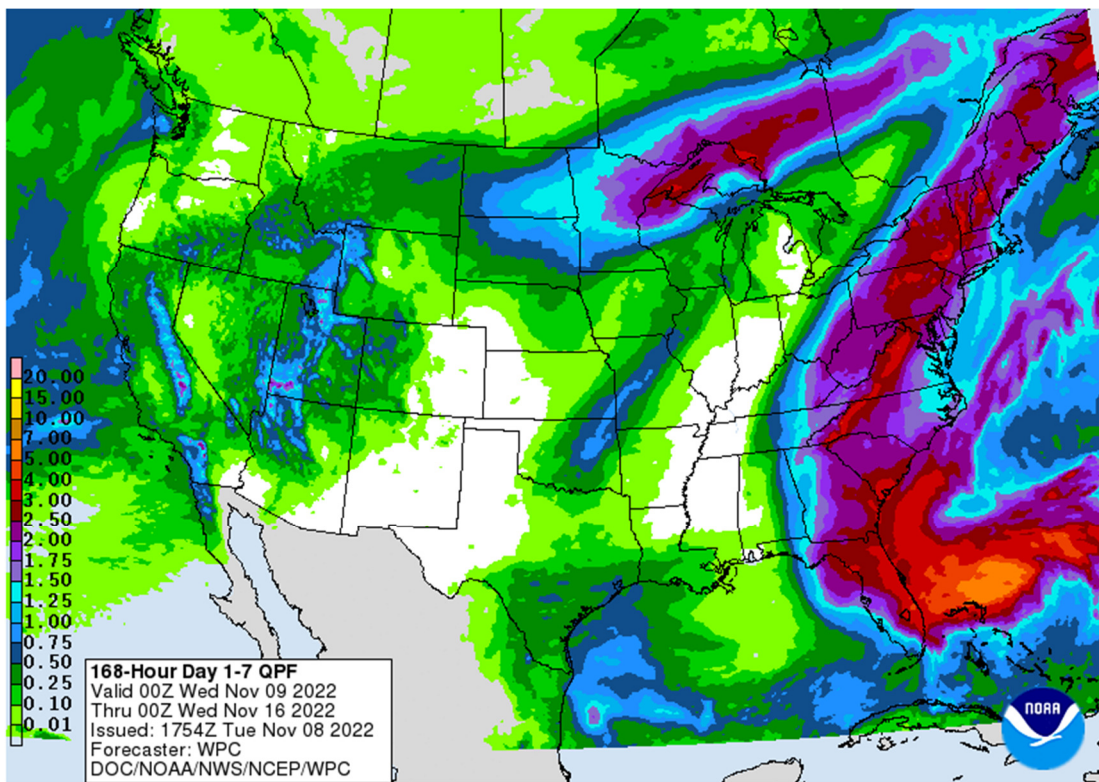 20.00
15.00
10.00
7.00
5.00
4.00
3.00
2.50
2.00
1.75
1.50
1.25
1.00
0.75
0.50
0.25
0.10
0.01
168-Hour Day 1-7 QPF
Valid 00Z Wed Nov 09 2022
Thru 00Z Wed Nov 16 2022
Issued: 1754Z Tue Nov 08 2022
Forecaster: WPC
DOC/NOAA/NWS/NCEP/WPC
NOAA